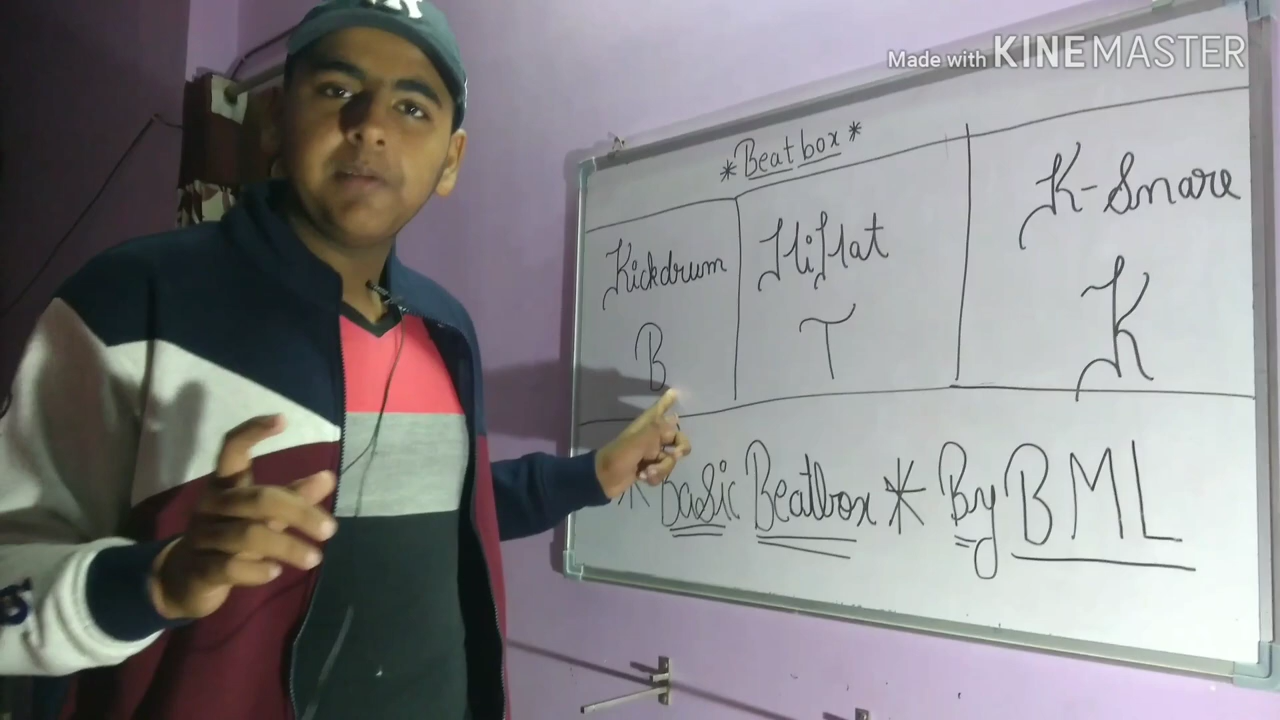 Made with KINEMASTER
*Beatbox*
Kickdrum
B
HiHat
T
K-Snare
K
* Basic Beatbox * By BML